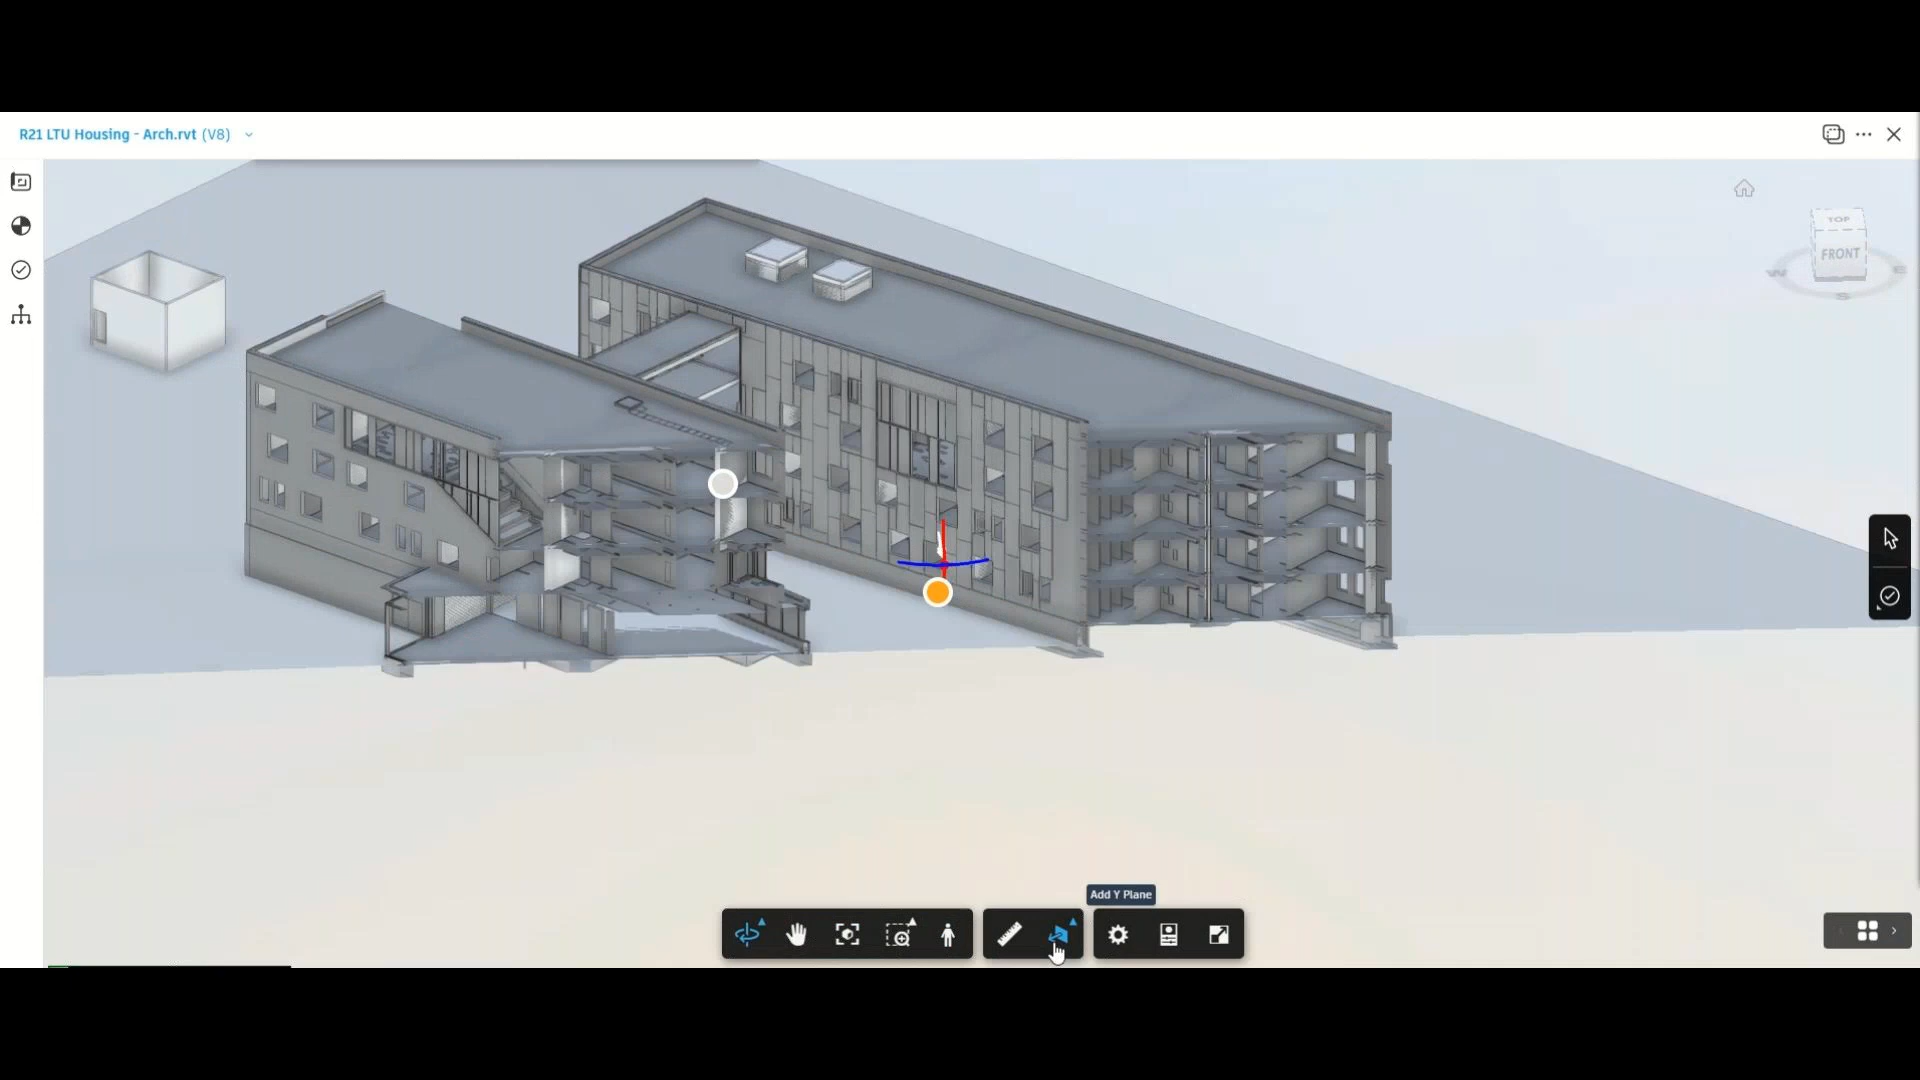 R21 LTU Housing - Arch.rvt (V8)
TOP
FRONT
W
E
S
Add Y Plane